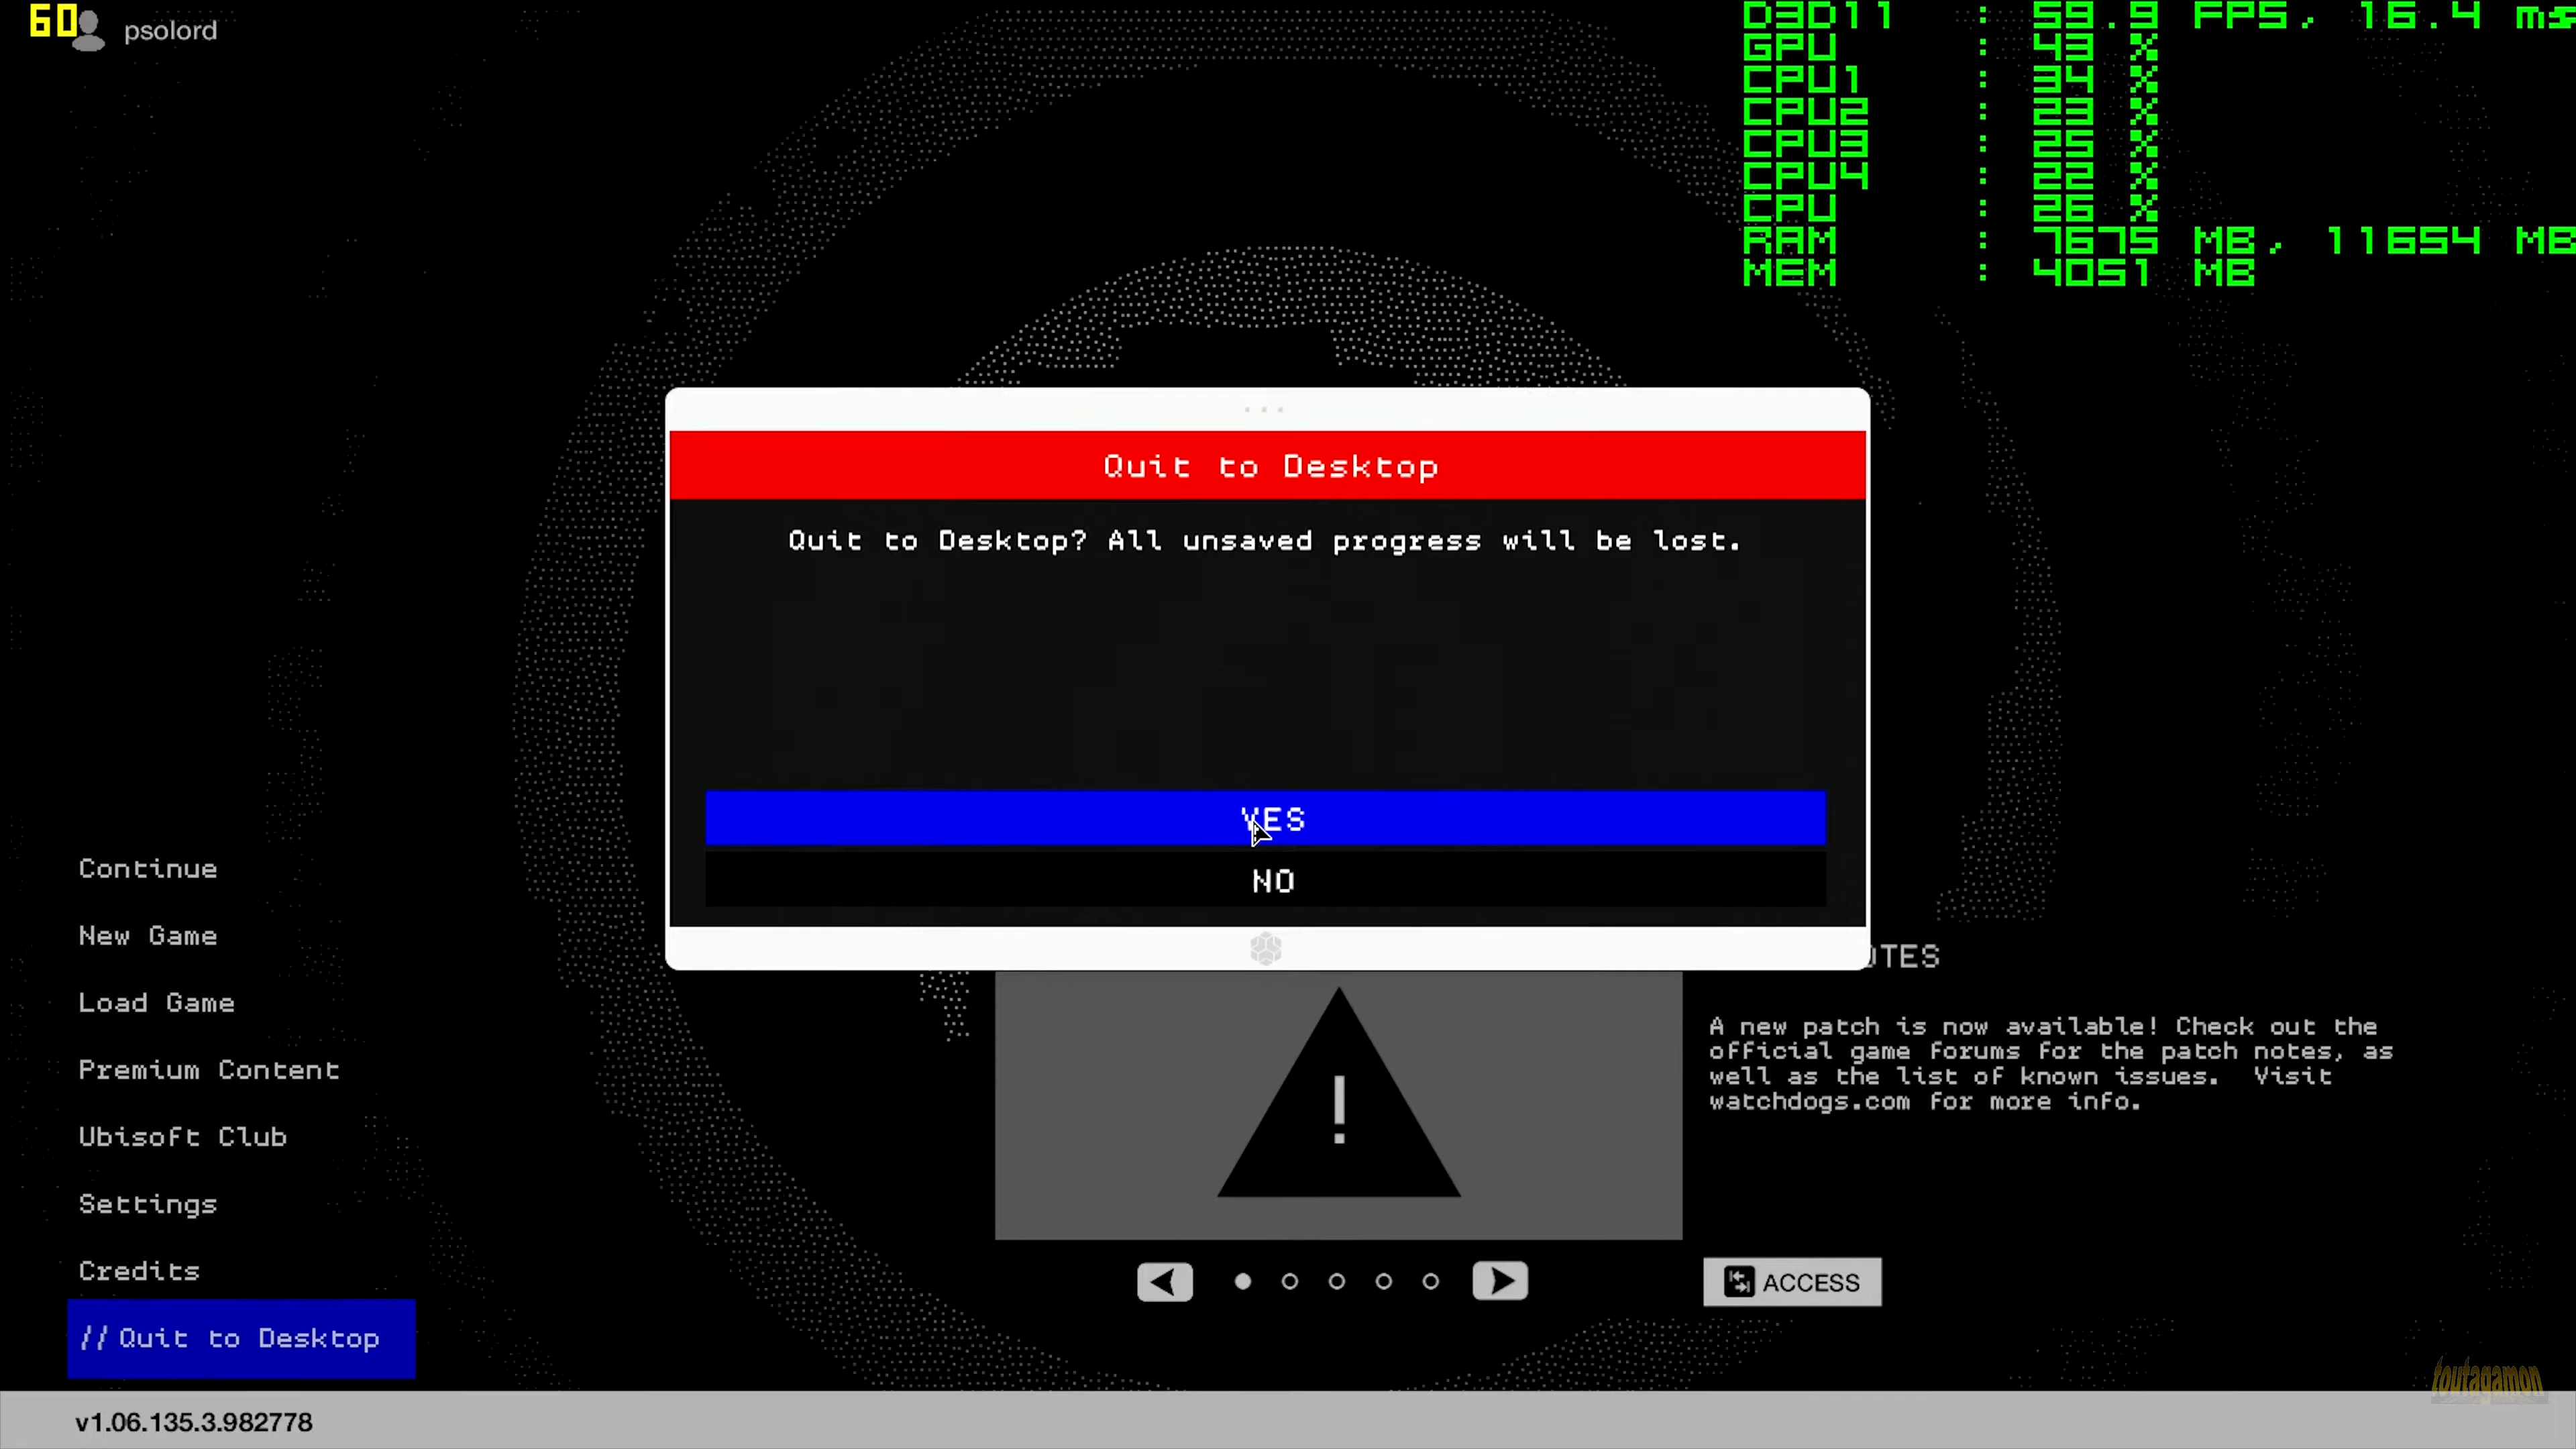 60
psolord
D3D11 : 59.9 FPS, 16.4 ms
GPU : 43 %
CPU1 : 34 %
CPU2 : 23 %
CPU3 : 25 %
CPU4 : 22 %
CPU : 26 %
RAM : 7675 MB, 11654 MB
MEM : 4051 MB
Quit to Desktop
Quit to Desktop? All unsaved progress will be lost.
YES
NO
Continue
New Game
Load Game
Premium Content
Ubisoft Club
Settings
Credits
// Quit to Desktop
OTES
A new patch is now available! Check out the
official game forums for the patch notes, as
well as the list of known issues. Visit
watchdogs.com for more info.
!
ACCESS
v1.06.135.3.982778
toutagamon